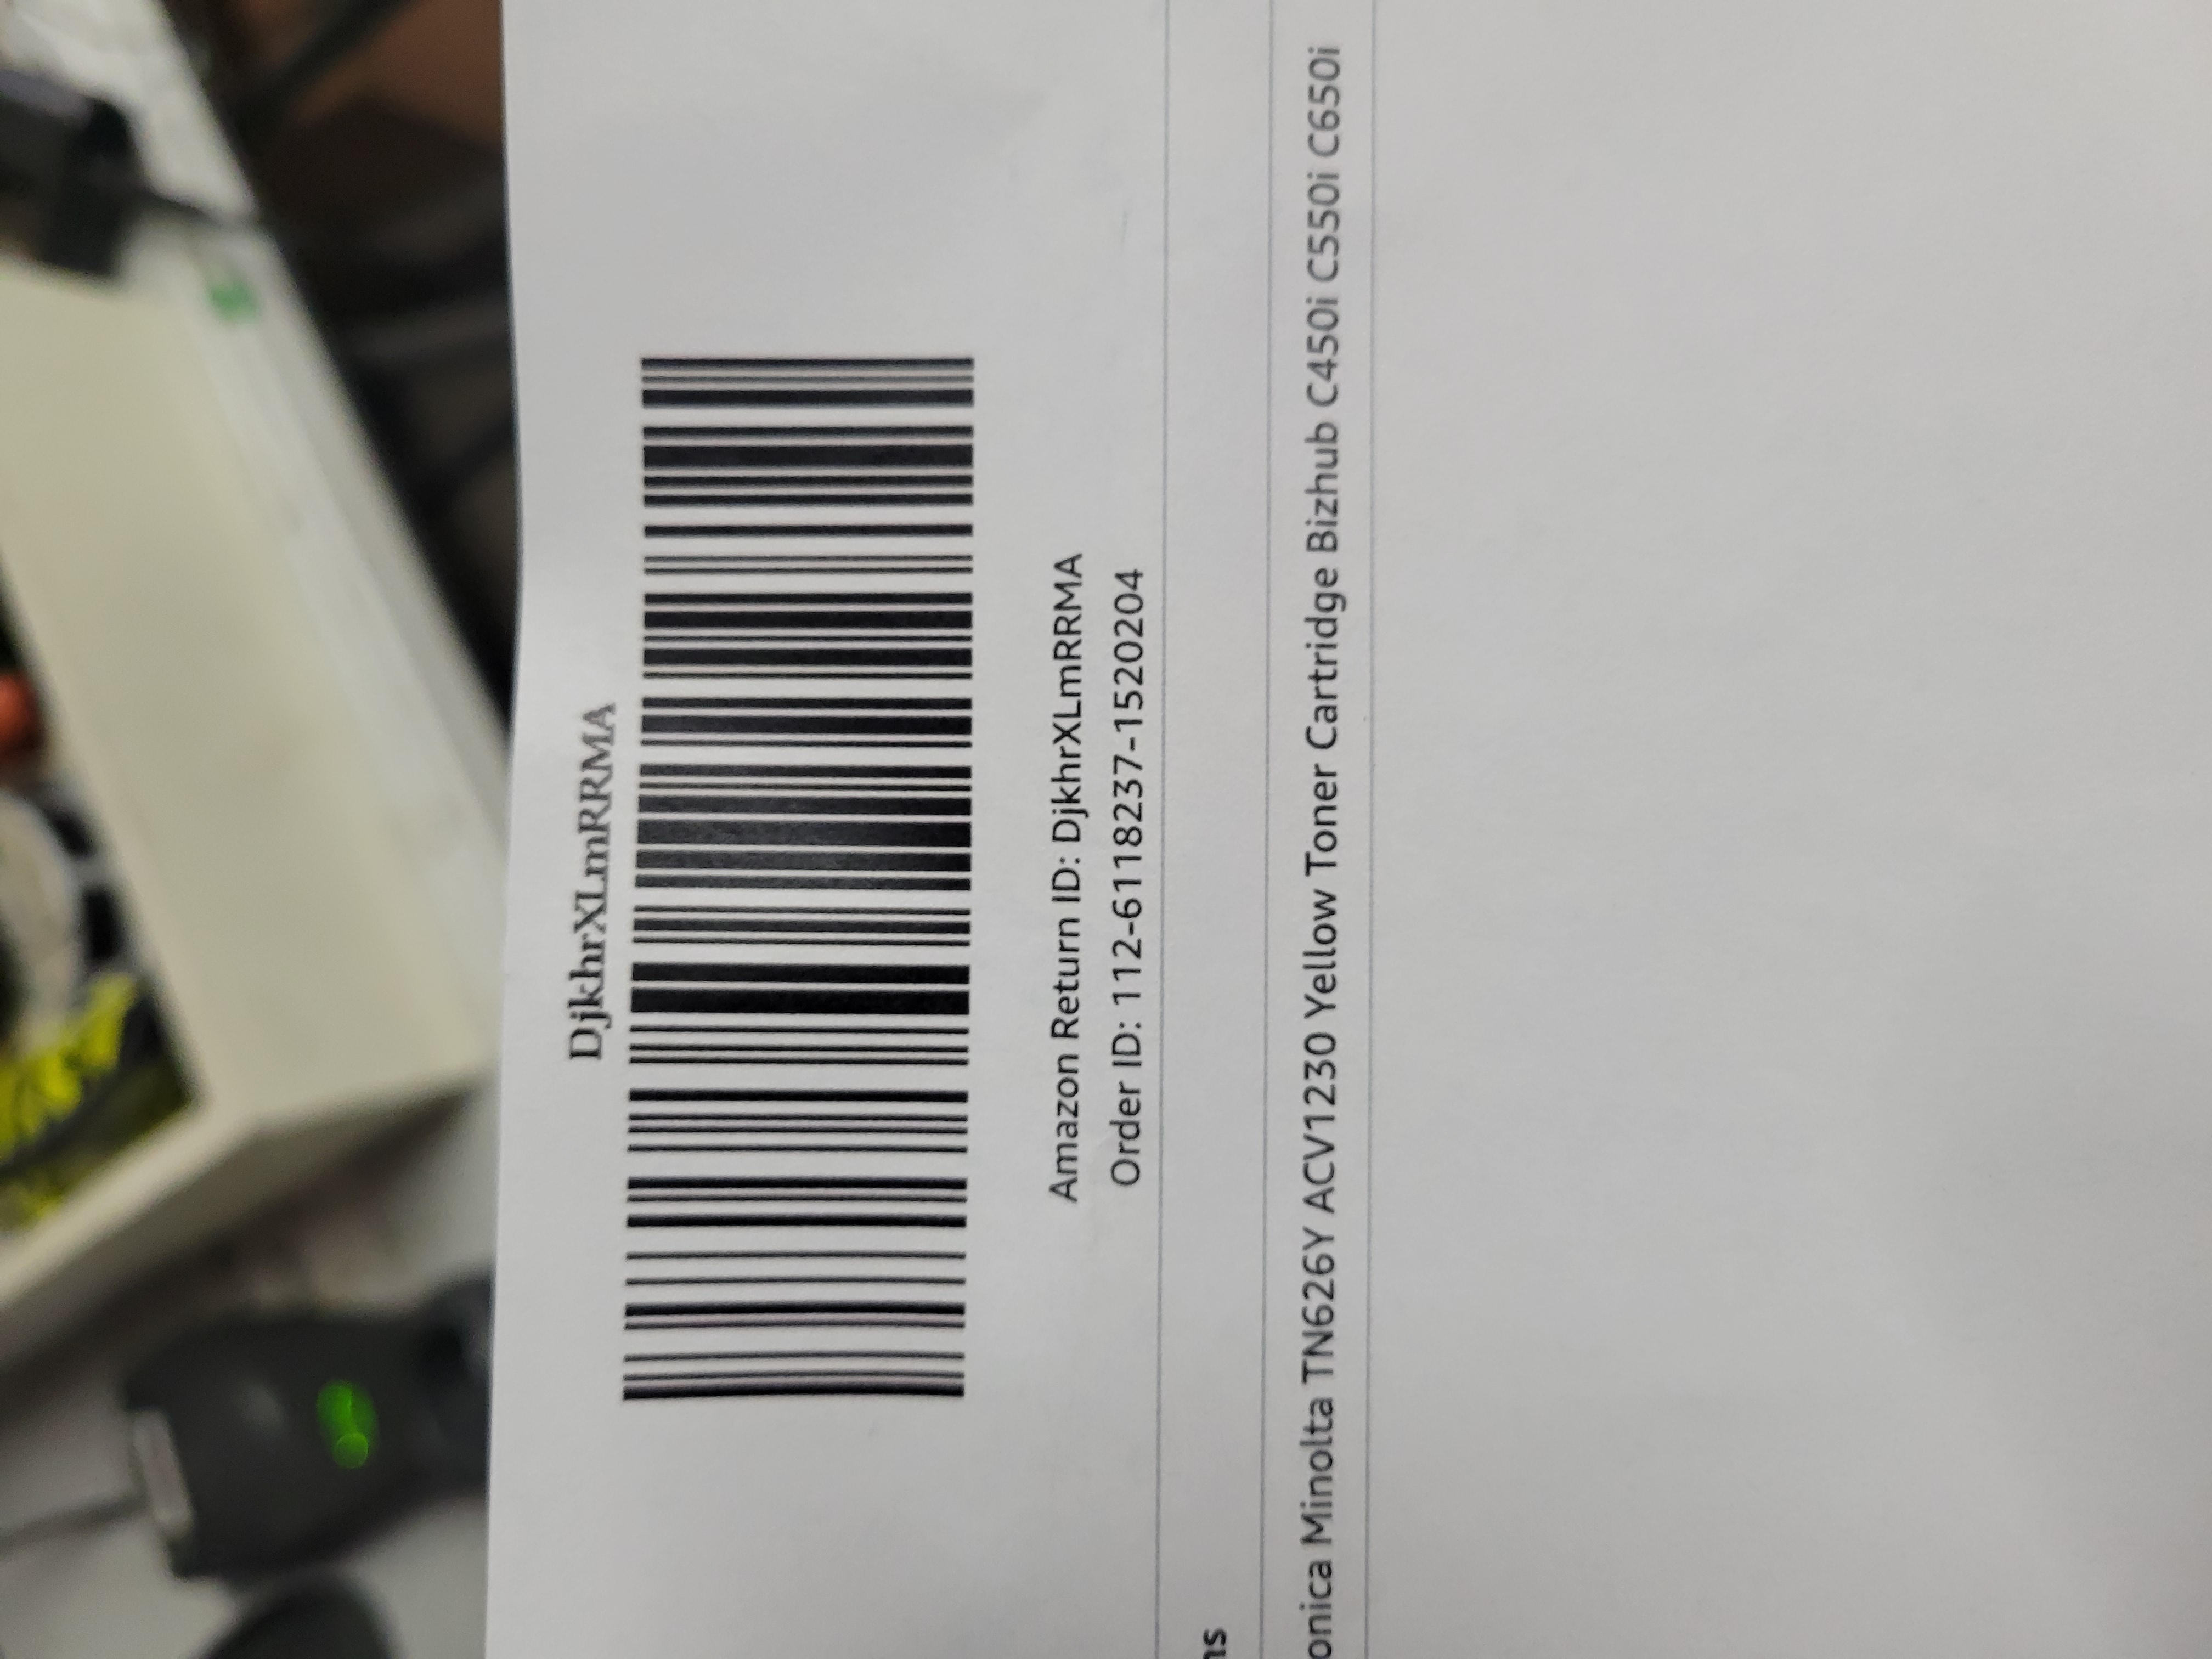 DjkhrXLmRRMA
Amazon Return ID: DjkhrXLmRRMA
Order ID: 112-6118237-1520204
ns
onica Minolta TN626Y ACV1230 Yellow Toner Cartridge Bizhub C450i C550i C650i